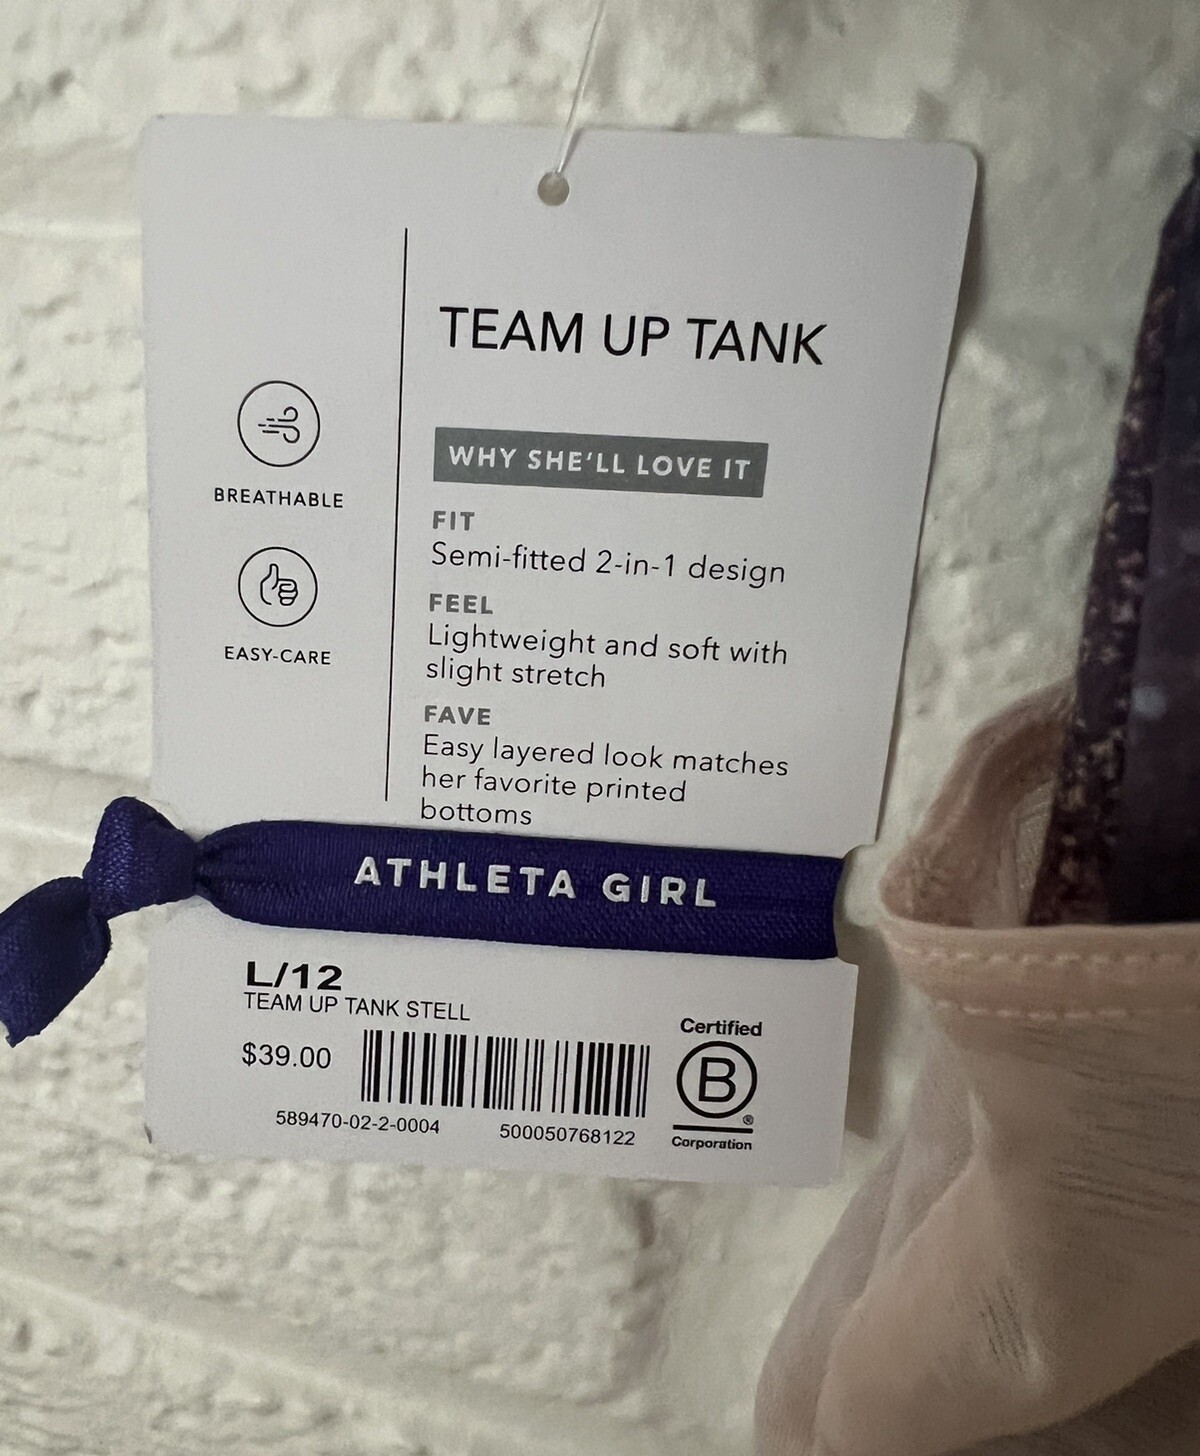 TEAM UP TANK
BREATHABLE
EASY-CARE
WHY SHE'LL LOVE IT
FIT
Semi-fitted 2-in-1 design
FEEL
Lightweight and soft with
slight stretch
FAVE
Easy layered look matches
her favorite printed
bottoms
ATHLETA GIRL
L/12
TEAM UP TANK STELL
$39.00
589470-02-2-0004
500050768122
Certified
B
®
Corporation